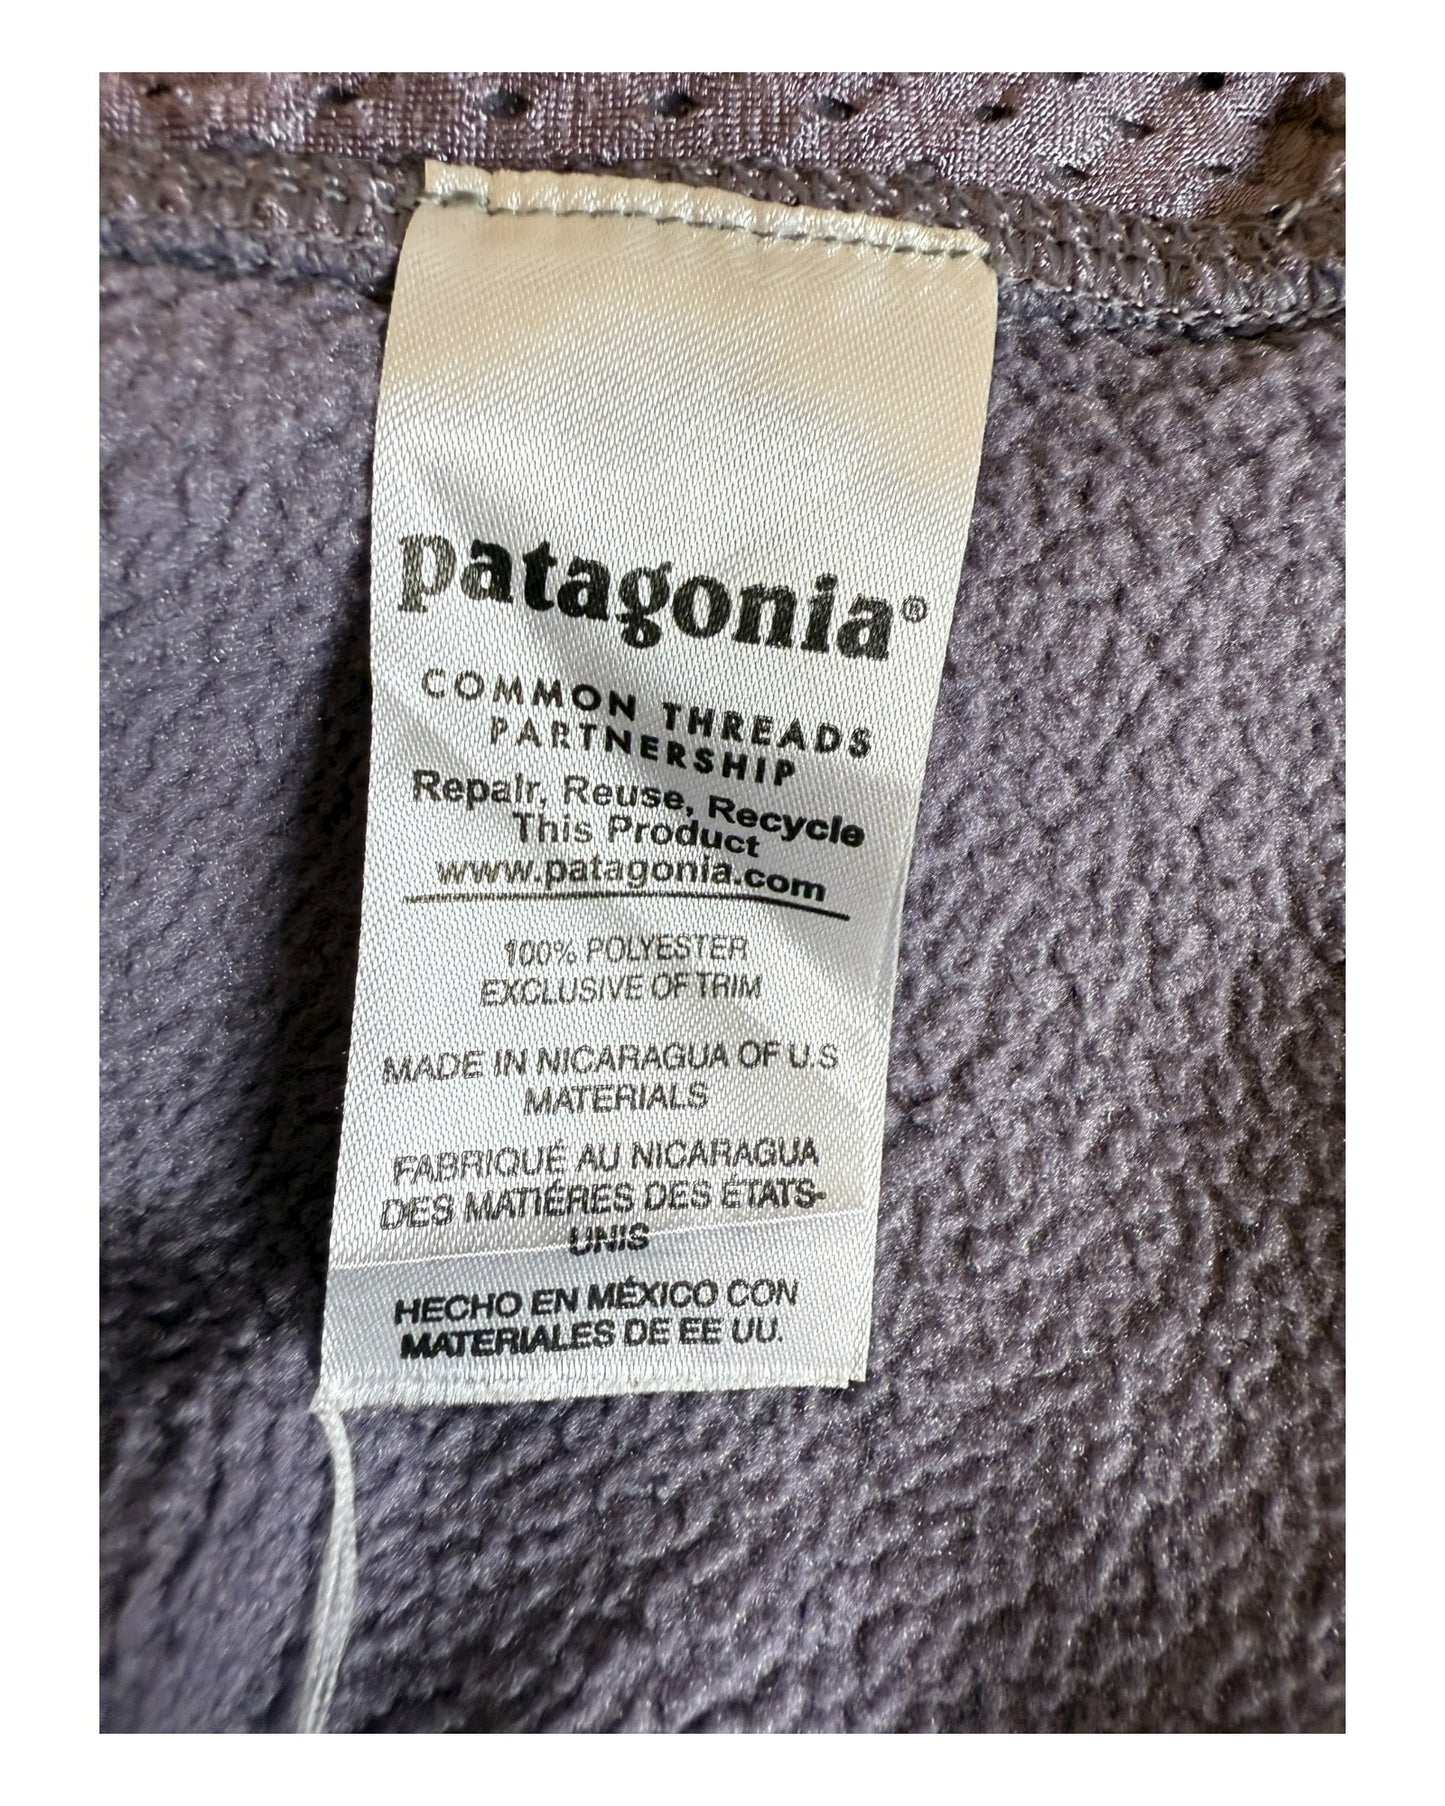 patagonia®
COMMON THREADS
PARTNERSHIP
Repair, Reuse, Recycle
This Product
www.patagonia.com
100% POLYESTER
EXCLUSIVE OF TRIM
MADE IN NICARAGUA OF U.S
MATERIALS
FABRIQUÉ AU NICARAGUA
DES MATIÉRES DES ÉTATS-
UNIS
HECHO EN MÉXICO CON
MATERIALES DE EE UU.